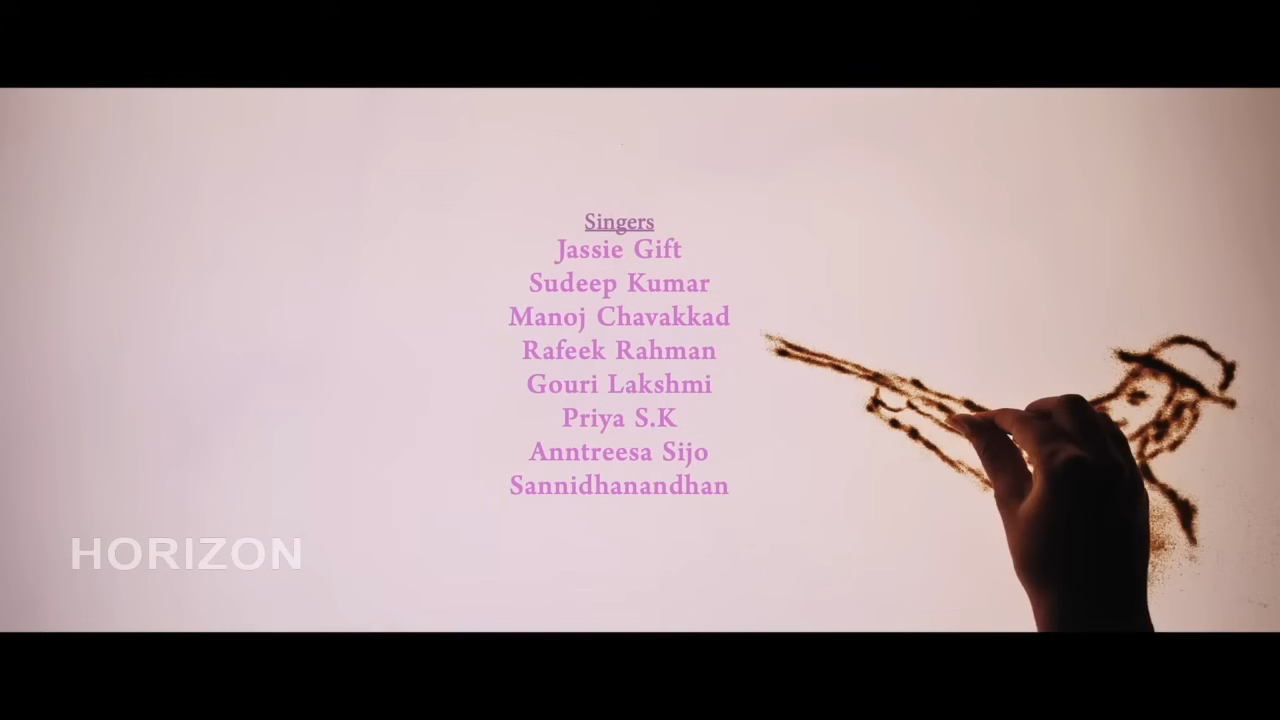 Singers
Jassie Gift
Sudeep Kumar
Manoj Chavakkad
Rafeek Rahman
Gouri Lakshmi
Priya S.K
Anntreesa Sijo
Sannidhanandhan
HORIZON